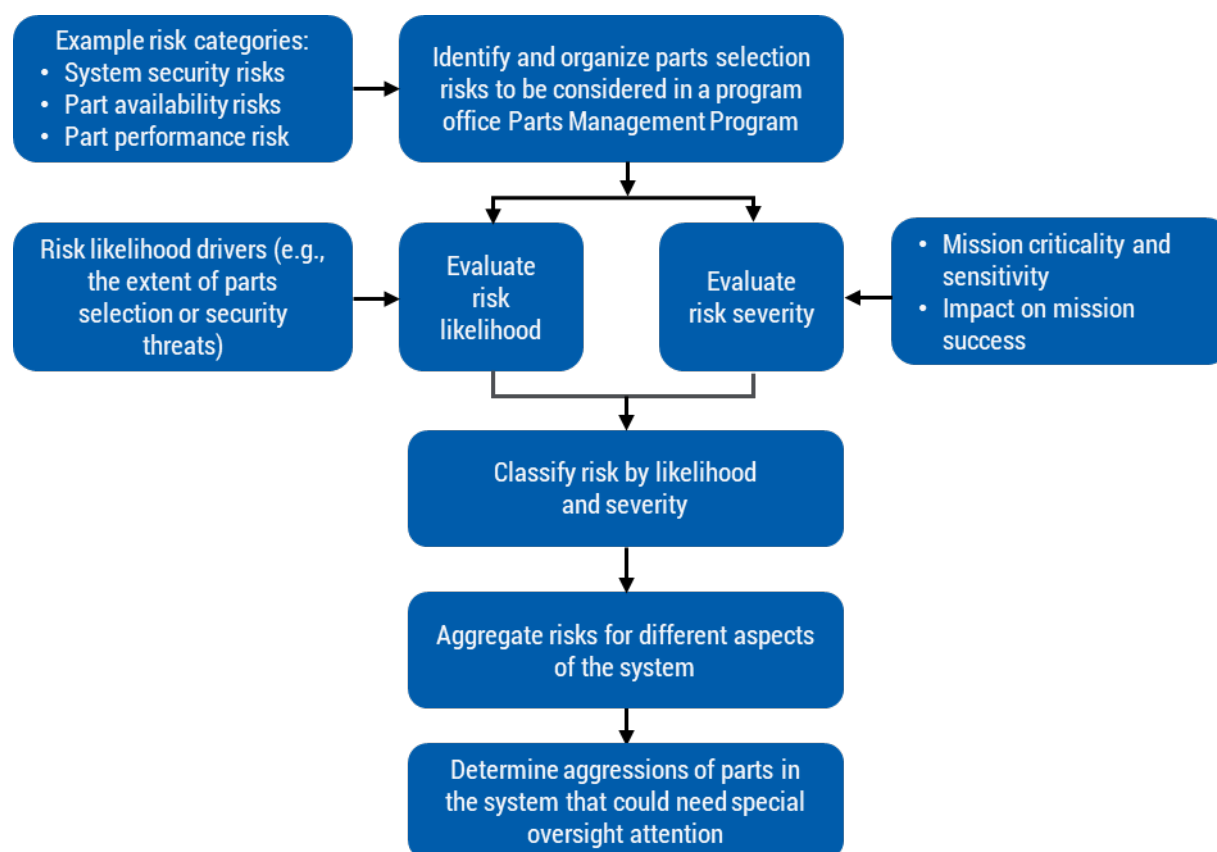 Example risk categories:
• System security risks
• Part availability risks
• Part performance risk
Identify and organize parts selection
risks to be considered in a program
office Parts Management Program
Risk likelihood drivers (e.g.,
the extent of parts
selection or security
threats)
Evaluate
risk
likelihood
Evaluate
risk severity
• Mission criticality and
sensitivity
• Impact on mission
success
Classify risk by likelihood
and severity
Aggregate risks for different aspects
of the system
Determine aggressions of parts in
the system that could need special
oversight attention